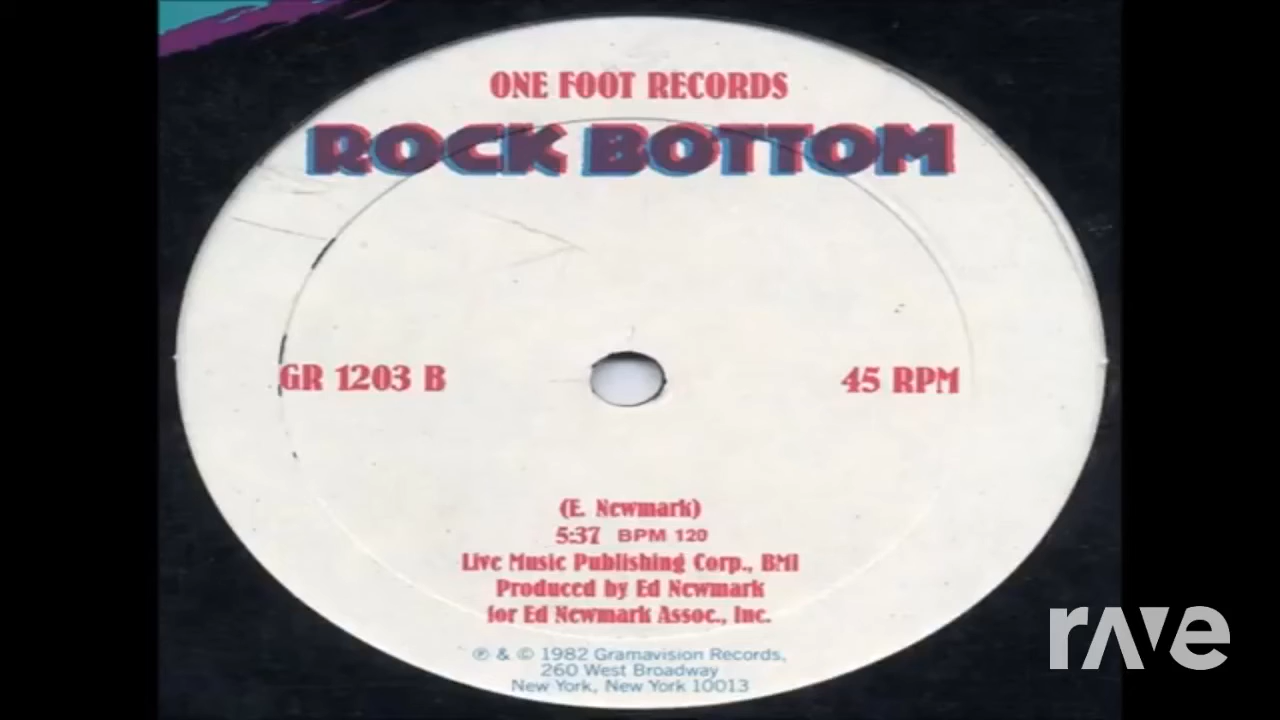 ONE FOOT RECORDS
ROCK BOTTOM
GR 1203 B
45 RPM
(E. Newmark)
5:37 BPM 120
Live Music Publishing Corp., BMI
Produced by Ed Newmark
for Ed Newmark Assoc., Inc.
℗ & © 1982 Gramavision Records,
260 West Broadway
New York, New York 10013
rave